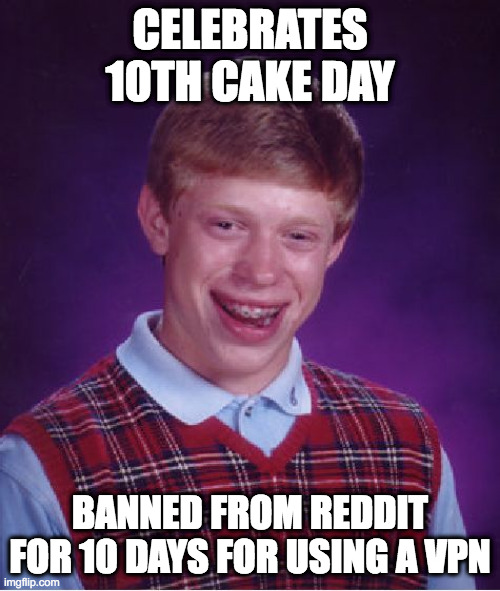 CELEBRATES
10TH CAKE DAY
BANNED FROM REDDIT
FOR 10 DAYS FOR USING A VPN
imgflip.com